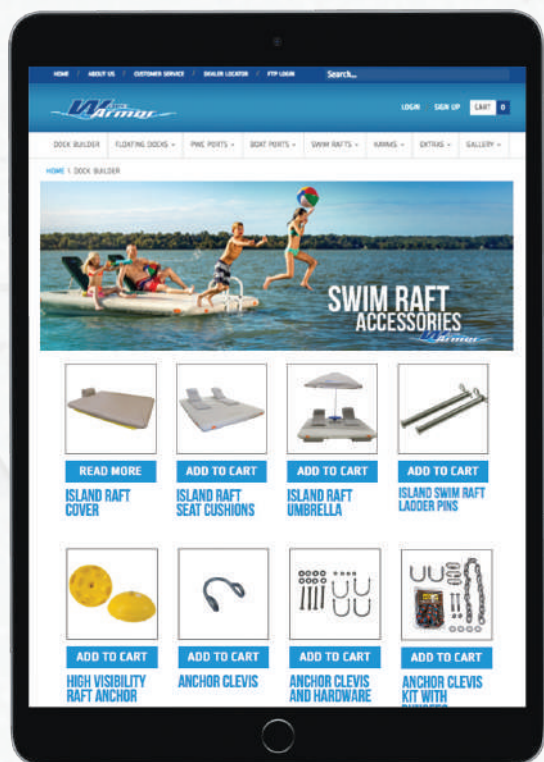 HOME / ABOUT US / CUSTOMER SERVICE / DEALER LOCATOR / FTP LOGIN Search...
Wave Armor
LOGIN SIGN UP CART 0
DOCK BUILDER FLOATING DOCKS PWC PORTS BOAT PORTS SWIM RAFTS KAYAKS EXTRAS GALLERY
HOME \ DOCK BUILDER
SWIM RAFT
ACCESSORIES
Wave Armor
READ MORE ADD TO CART ADD TO CART ADD TO CART
ISLAND RAFT
COVER
ISLAND RAFT
SEAT CUSHIONS
ISLAND RAFT
UMBRELLA
ISLAND SWIM RAFT
LADDER PINS
ADD TO CART ADD TO CART ADD TO CART ADD TO CART
HIGH VISIBILITY
RAFT ANCHOR
ANCHOR CLEVIS
ANCHOR CLEVIS
AND HARDWARE
ANCHOR CLEVIS
KIT WITH